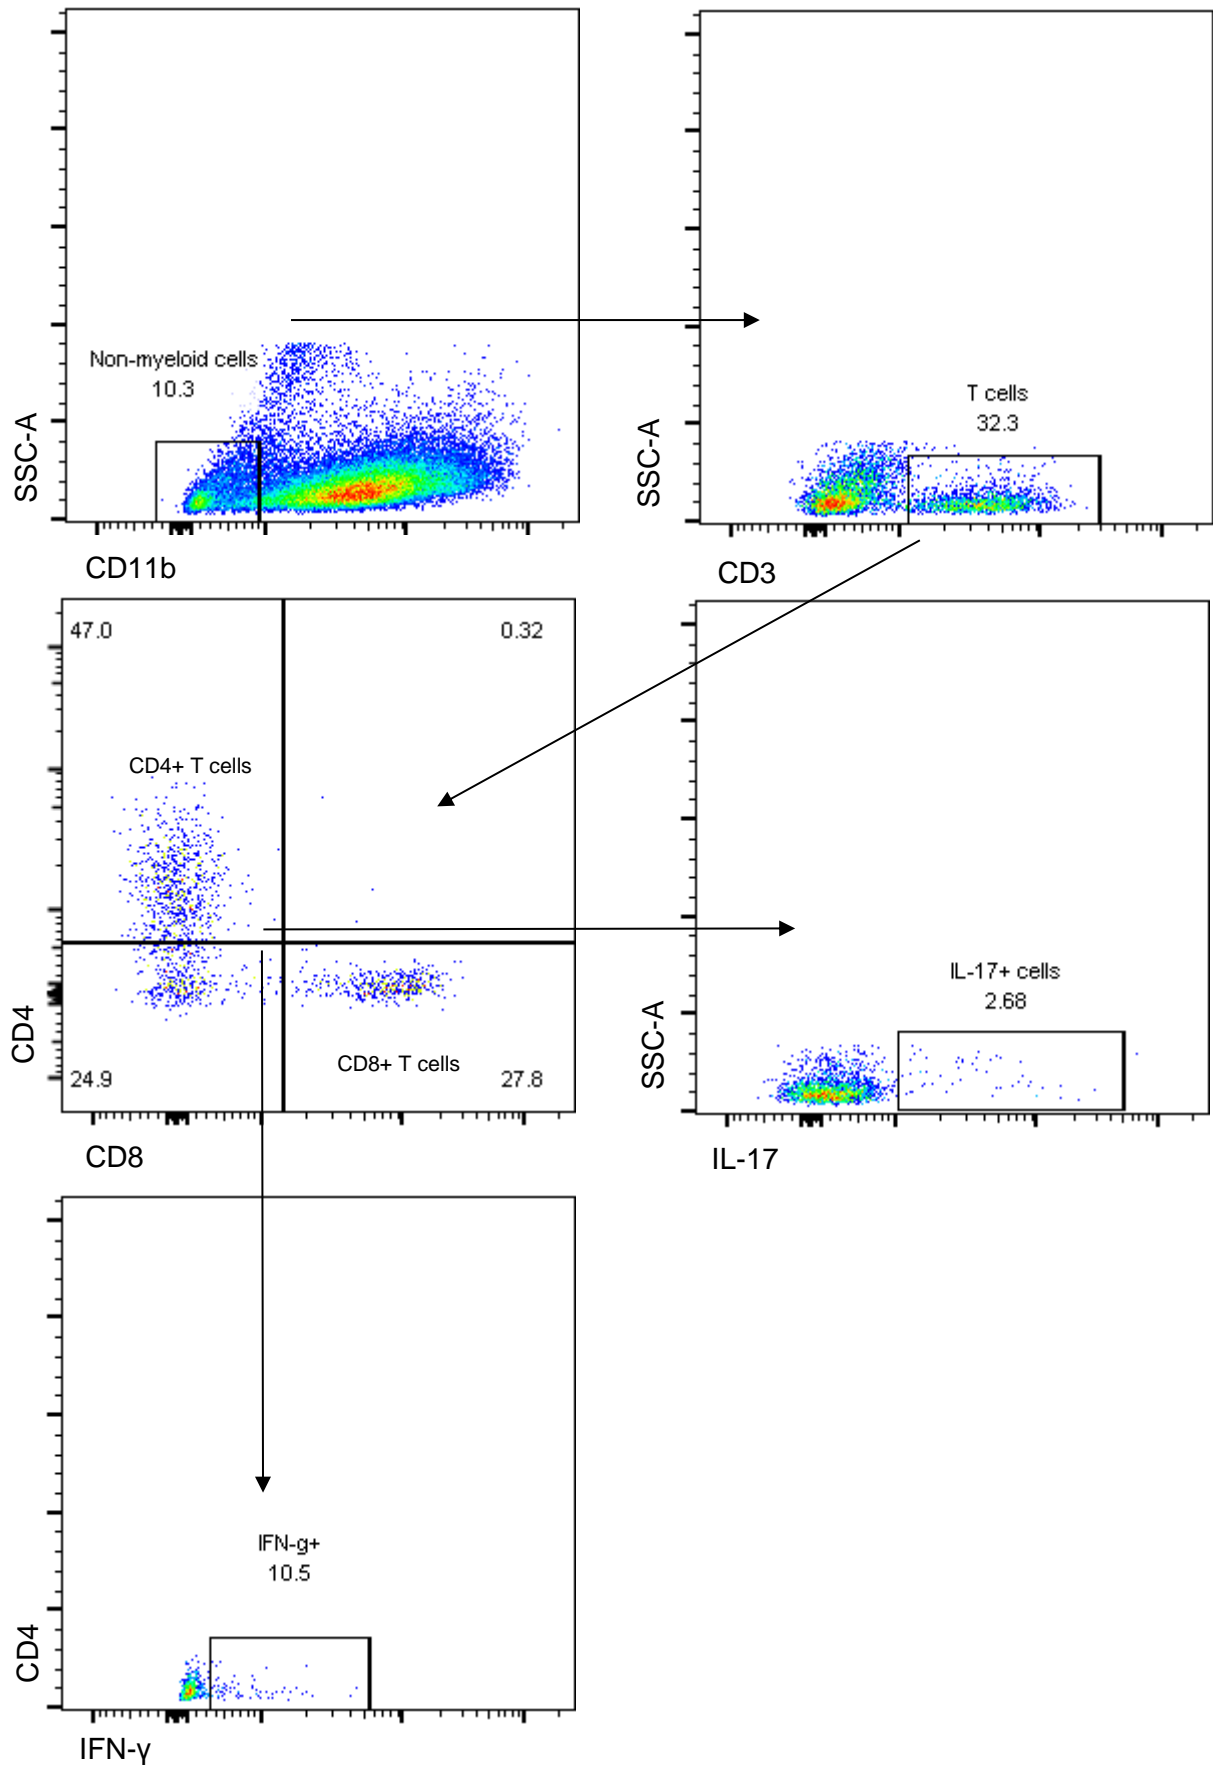 Non-myeloid cells
10.3
SSC-A
CD11b
T cells
32.3
SSC-A
CD3
47.0
0.32
CD4+ T cells
CD4
24.9
CD8+ T cells
27.8
CD8
IL-17+ cells
2.68
SSC-A
IL-17
IFN-g+
10.5
CD4
IFN-γ